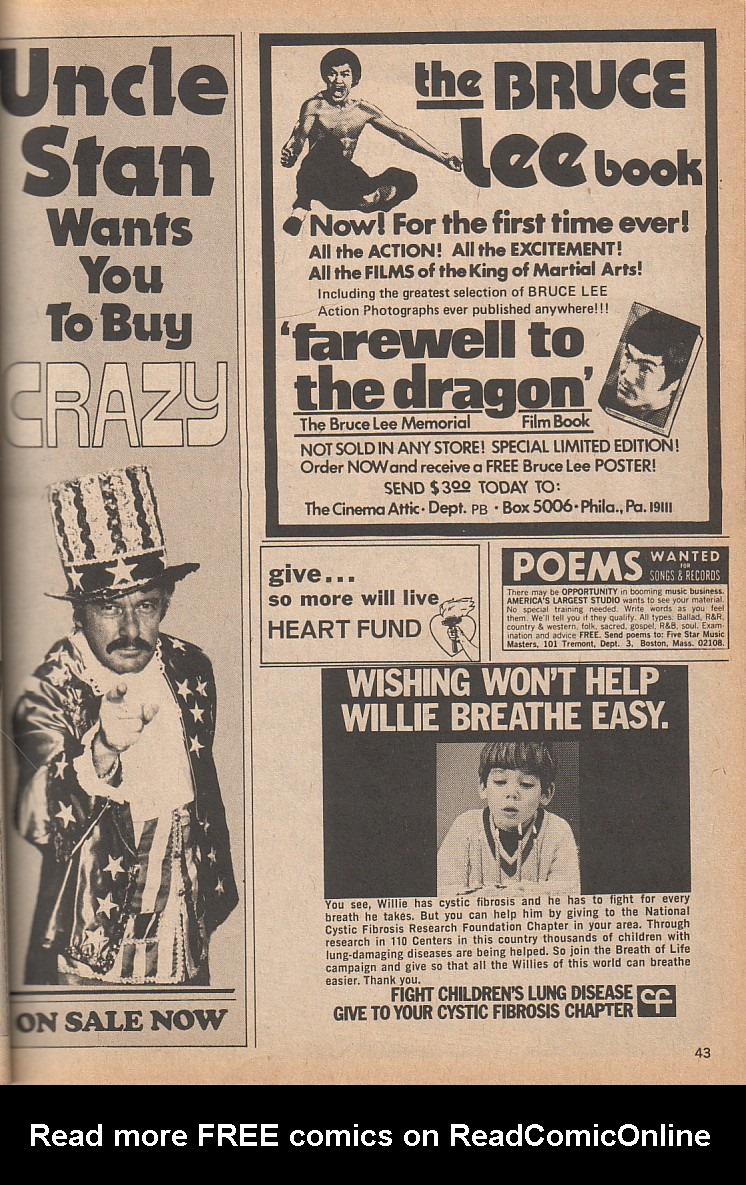 Uncle
Stan
Wants
You
To Buy
CRAZY
ON SALE NOW
the BRUCE
Lee book
Now! For the first time ever!
All the ACTION! All the EXCITEMENT!
All the FILMS of the King of Martial Arts!
Including the greatest selection of BRUCE LEE
Action Photographs ever published anywhere!!!
'farewell to
the dragon'
The Bruce Lee Memorial Film Book
NOT SOLD IN ANY STORE! SPECIAL LIMITED EDITION!
Order NOW and receive a FREE Bruce Lee POSTER!
SEND $3.00 TODAY TO:
The Cinema Attic • Dept. PB • Box 5006 • Phila., Pa. 19111
give...
so more will live
HEART FUND
POEMS WANTED
FOR
SONGS & RECORDS
There may be OPPORTUNITY in booming music business.
AMERICA'S LARGEST STUDIO wants to see your material.
No special training needed. Write words as you feel
them. We'll tell you if they qualify. All types: Ballad, R&R,
country & western, folk, sacred, gospel, R&B, soul. Exam-
ination and advice FREE. Send poems to: Five Star Music
Masters, 101 Tremont, Dept. 3, Boston, Mass. 02108.
WISHING WON'T HELP
WILLIE BREATHE EASY.
You see, Willie has cystic fibrosis and he has to fight for every
breath he takes. But you can help him by giving to the National
Cystic Fibrosis Research Foundation Chapter in your area. Through
research in 110 Centers in this country thousands of children with
lung-damaging diseases are being helped. So join the Breath of Life
campaign and give so that all the Willies of this world can breathe
easier. Thank you.
FIGHT CHILDREN'S LUNG DISEASE
GIVE TO YOUR CYSTIC FIBROSIS CHAPTER
cf
43
Read more FREE comics on ReadComicOnline